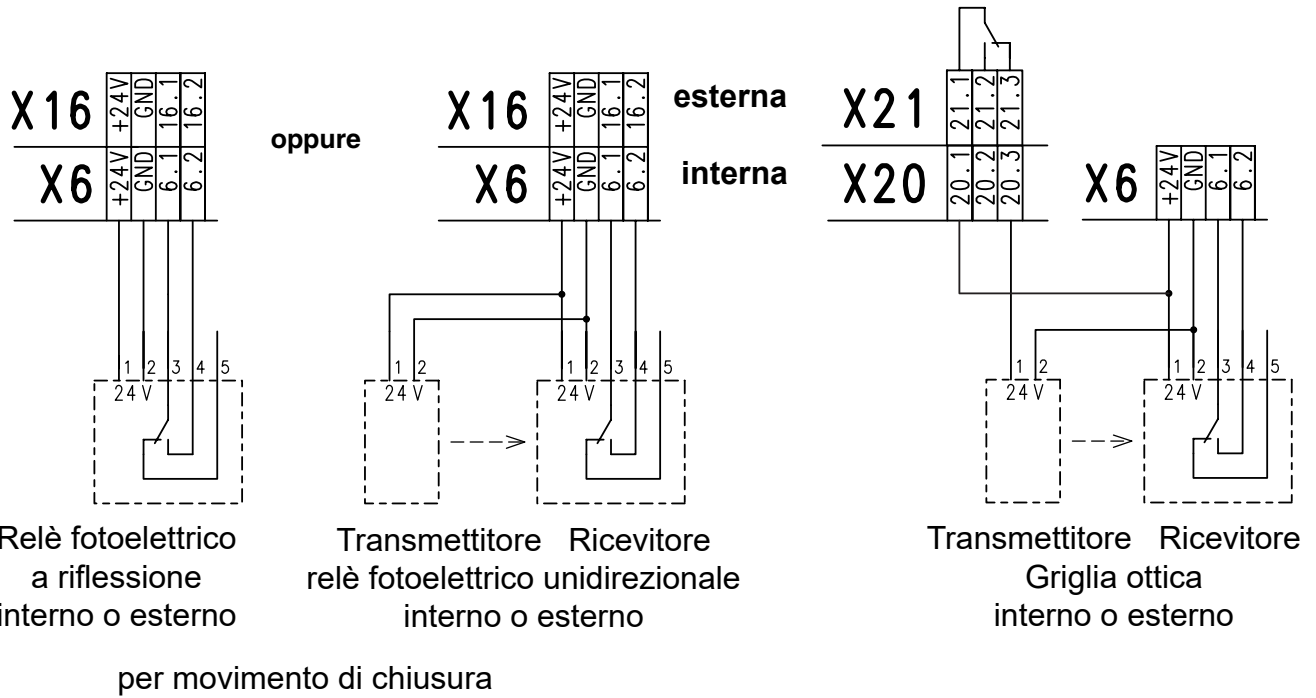 X16 +24V GND 16.1 16.2
X6 +24V GND 6.1 6.2
oppure
X16 +24V GND 16.1 16.2
X6 +24V GND 6.1 6.2
esterna
interna
X21 21.1 21.2 21.3
X20 20.1 20.2 20.3
X6 +24V GND 6.1 6.2
1 2 3 4 5
24V
1 2
24V
1 2 3 4 5
24V
1 2
24V
1 2 3 4 5
24V
Relè fotoelettrico
a riflessione
interno o esterno
Transmettitore Ricevitore
relè fotoelettrico unidirezionale
interno o esterno
Transmettitore Ricevitore
Griglia ottica
interno o esterno
per movimento di chiusura